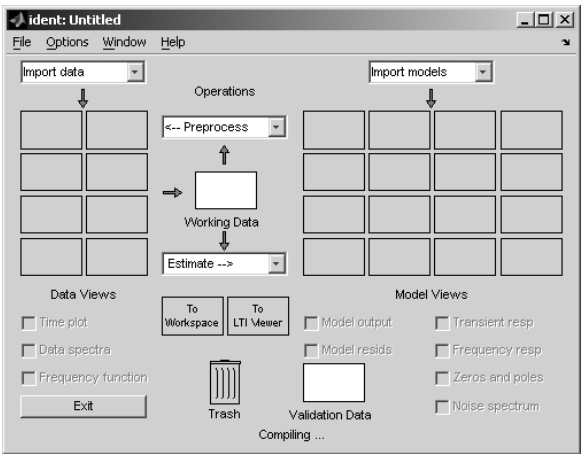 ident: Untitled
File Options Window Help
Import data
Import models
Operations
<-- Preprocess
Working Data
Estimate -->
Data Views
Model Views
To Workspace
To LTI Viewer
Time plot
Data spectra
Frequency function
Model output
Model resids
Transient resp
Frequency resp
Zeros and poles
Noise spectrum
Exit
Trash
Validation Data
Compiling ...